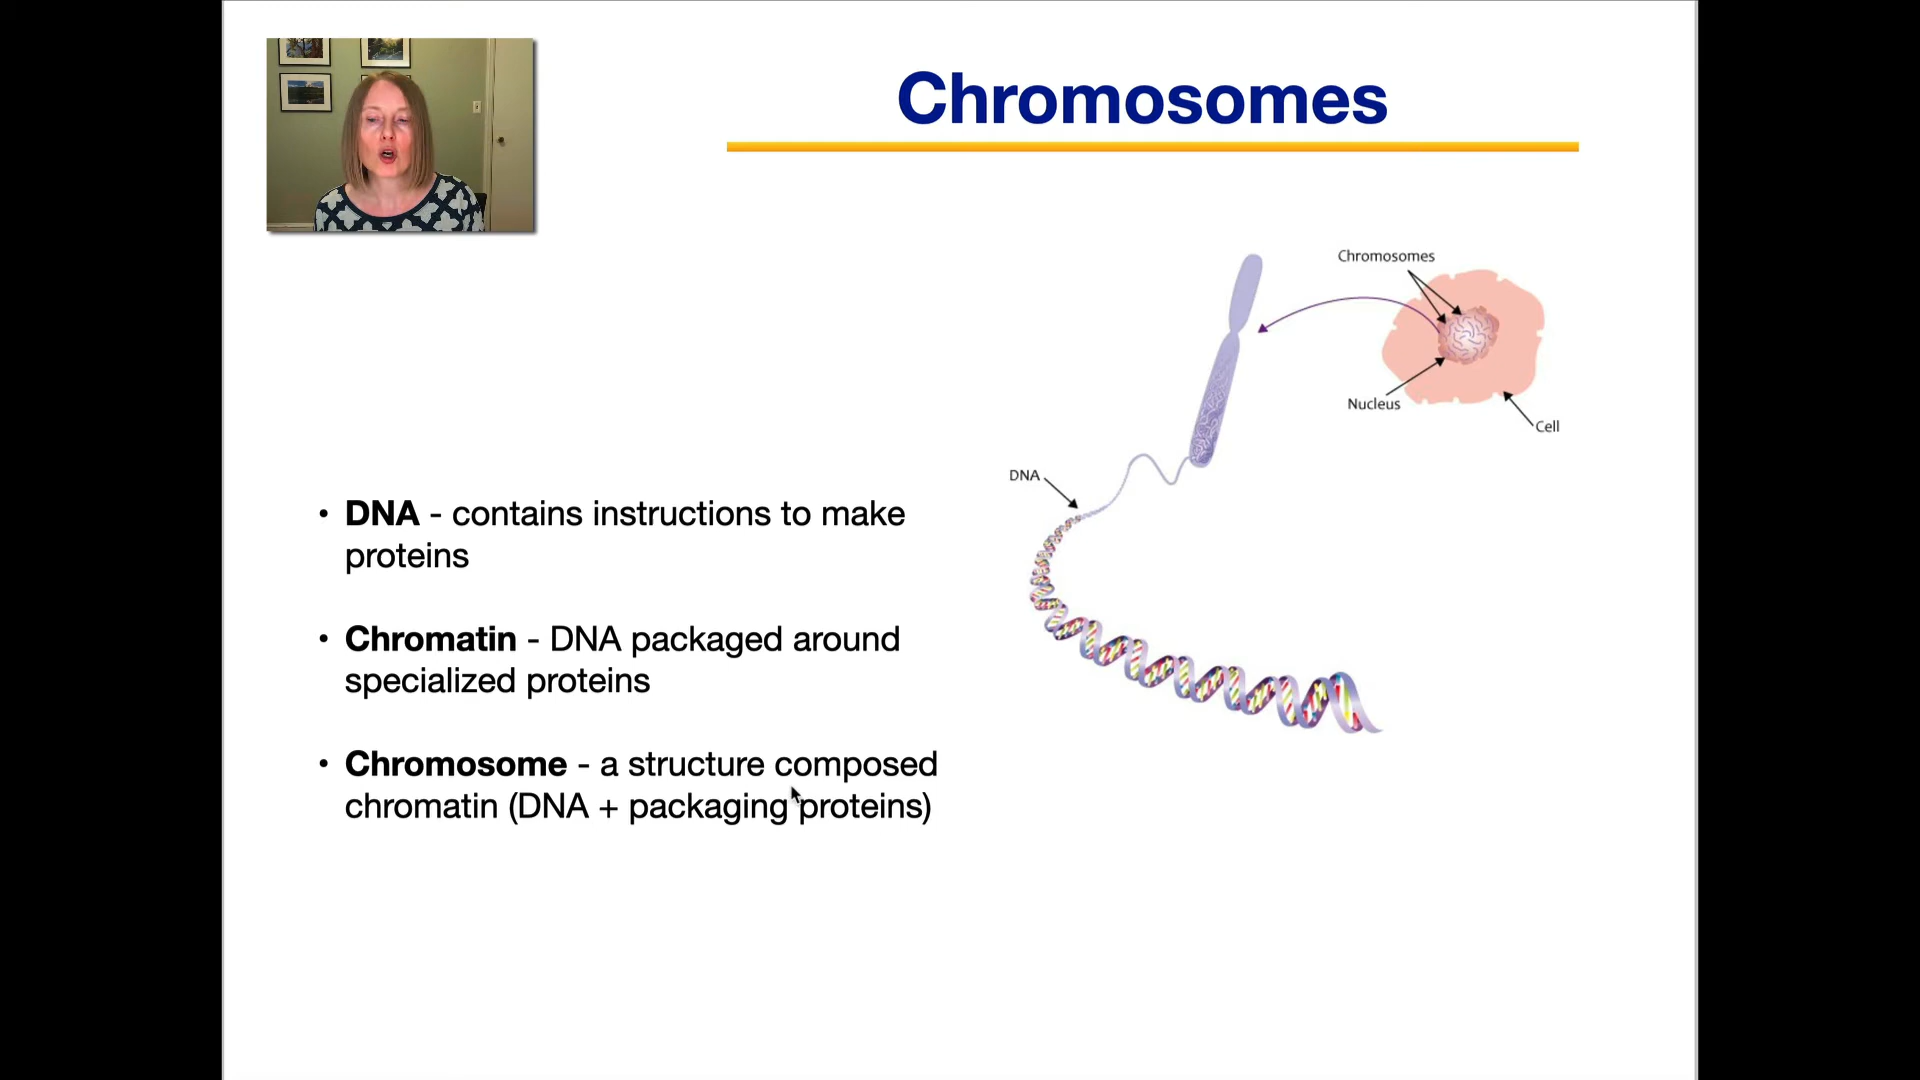 Chromosomes
Chromosomes
Nucleus
Cell
DNA
• DNA - contains instructions to make
proteins
• Chromatin - DNA packaged around
specialized proteins
• Chromosome - a structure composed
chromatin (DNA + packaging proteins)